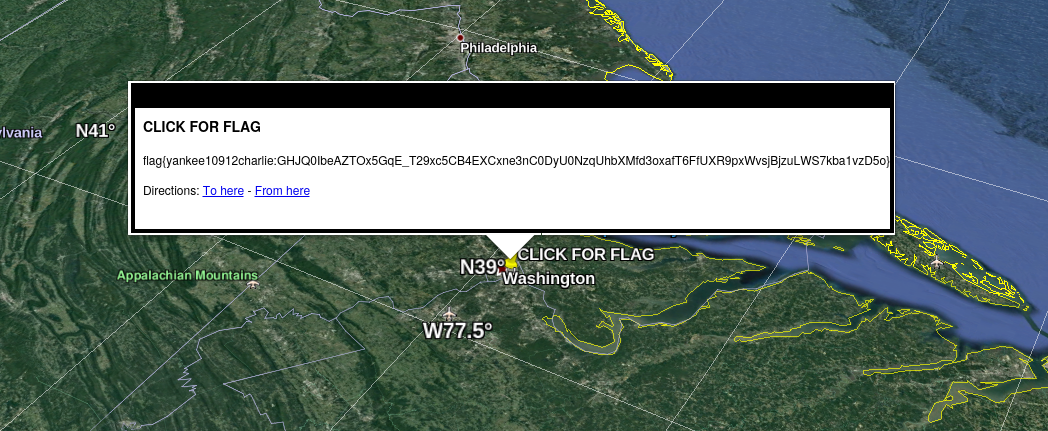 Philadelphia
ylvania
N41°
CLICK FOR FLAG
flag{yankee10912charlie:GHJQ0IbeAZTOx5GqE_T29xc5CB4EXCxne3nC0DyU0NzqUhbXMfd3oxafT6FfUXR9pxWvsjBjzuLWS7kba1vzD5o}
Directions: To here - From here
CLICK FOR FLAG
N39°
Appalachian Mountains
Washington
W77.5°